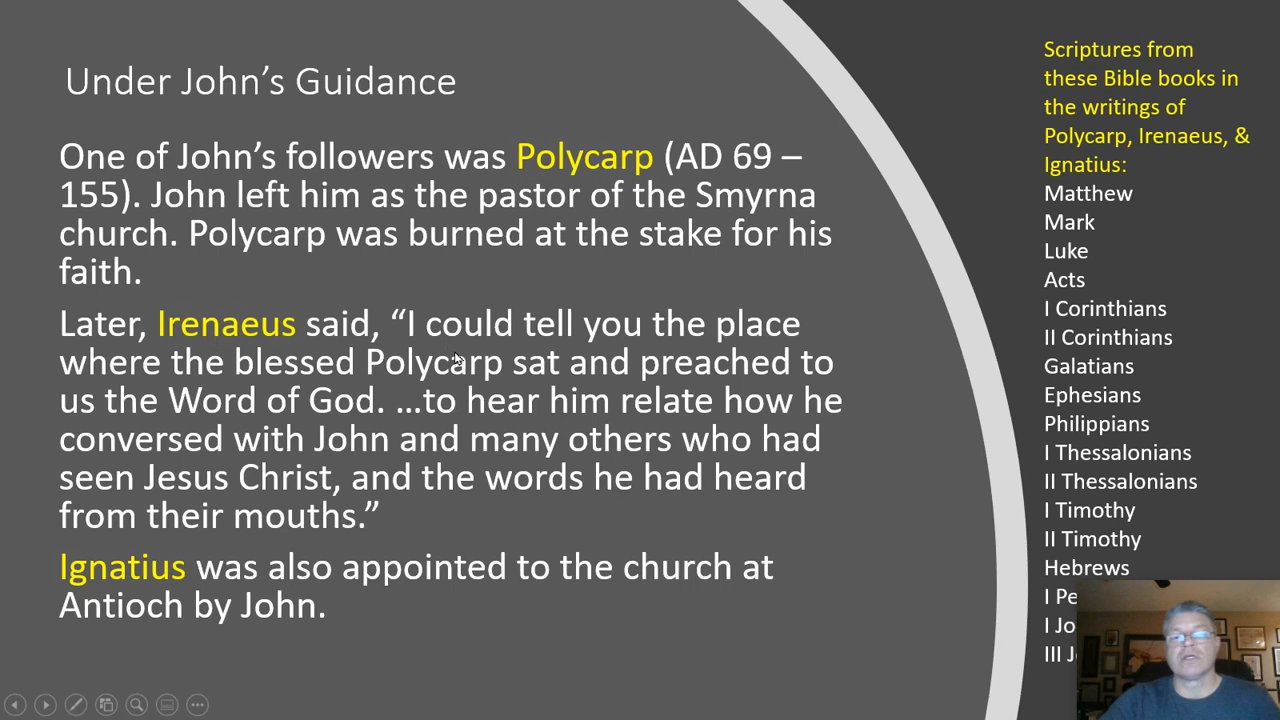 Under John’s Guidance
One of John’s followers was Polycarp (AD 69 –
155). John left him as the pastor of the Smyrna
church. Polycarp was burned at the stake for his
faith.
Later, Irenaeus said, “I could tell you the place
where the blessed Polycarp sat and preached to
us the Word of God. …to hear him relate how he
conversed with John and many others who had
seen Jesus Christ, and the words he had heard
from their mouths.”
Ignatius was also appointed to the church at
Antioch by John.
Scriptures from
these Bible books in
the writings of
Polycarp, Irenaeus, &
Ignatius:
Matthew
Mark
Luke
Acts
I Corinthians
II Corinthians
Galatians
Ephesians
Philippians
I Thessalonians
II Thessalonians
I Timothy
II Timothy
Hebrews
I
I
III